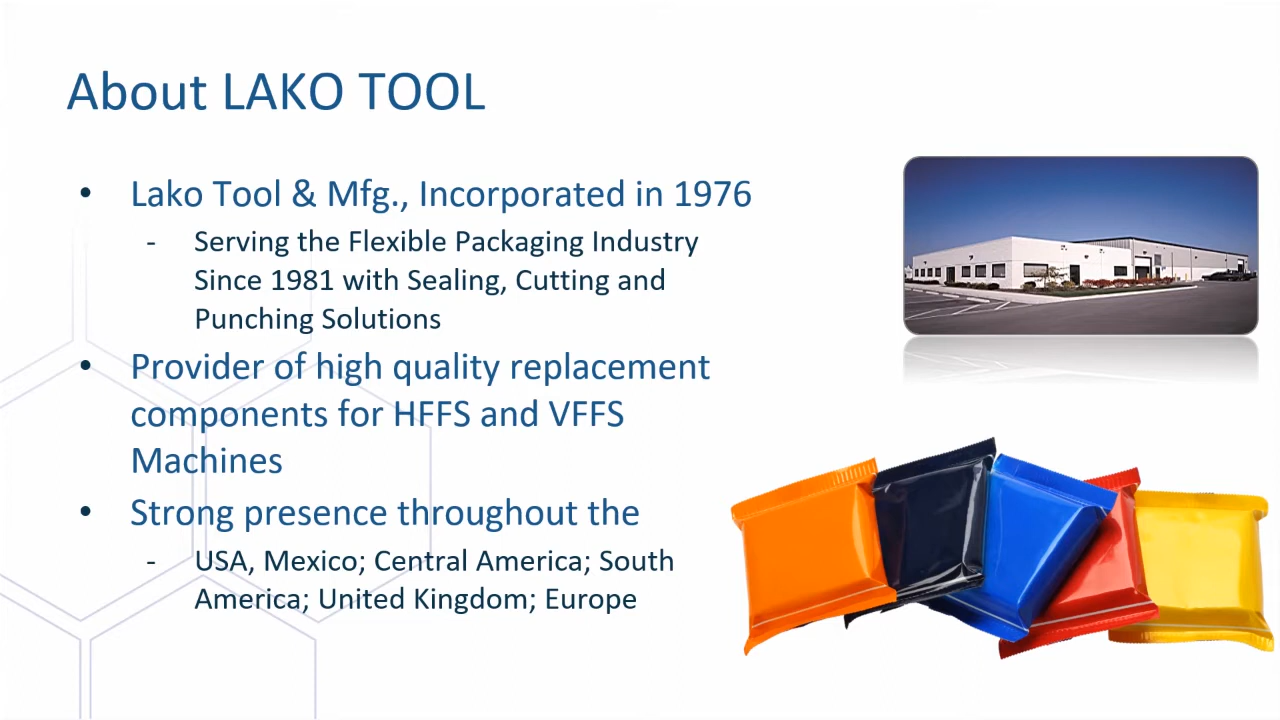 About LAKO TOOL
• Lako Tool & Mfg., Incorporated in 1976
- Serving the Flexible Packaging Industry
Since 1981 with Sealing, Cutting and
Punching Solutions
• Provider of high quality replacement
components for HFFS and VFFS
Machines
• Strong presence throughout the
- USA, Mexico; Central America; South
America; United Kingdom; Europe